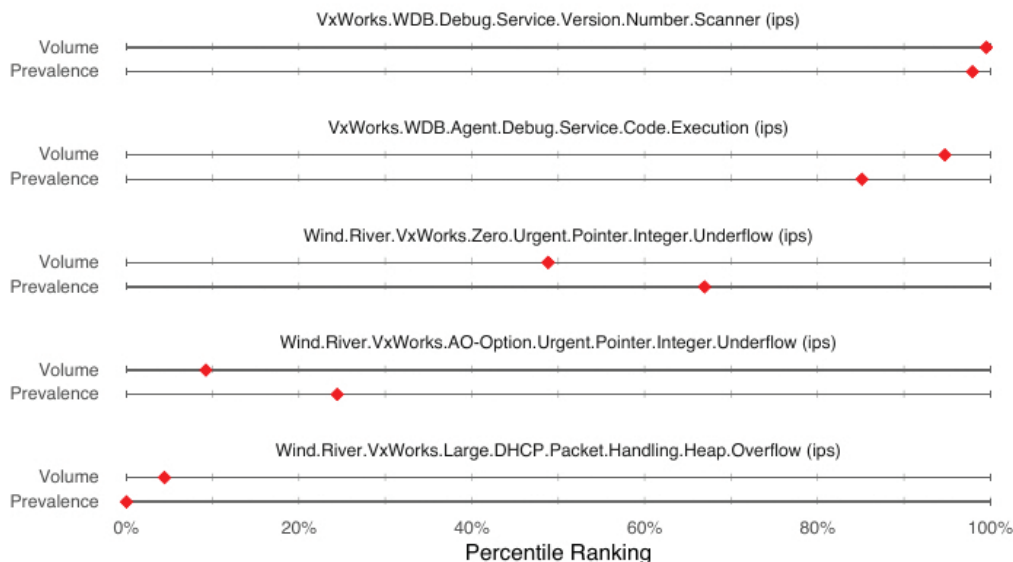 VxWorks.WDB.Debug.Service.Version.Number.Scanner (ips)
Volume
Prevalence
VxWorks.WDB.Agent.Debug.Service.Code.Execution (ips)
Volume
Prevalence
Wind.River.VxWorks.Zero.Urgent.Pointer.Integer.Underflow (ips)
Volume
Prevalence
Wind.River.VxWorks.AO-Option.Urgent.Pointer.Integer.Underflow (ips)
Volume
Prevalence
Wind.River.VxWorks.Large.DHCP.Packet.Handling.Heap.Overflow (ips)
Volume
Prevalence
0% 20% 40% 60% 80% 100%
Percentile Ranking